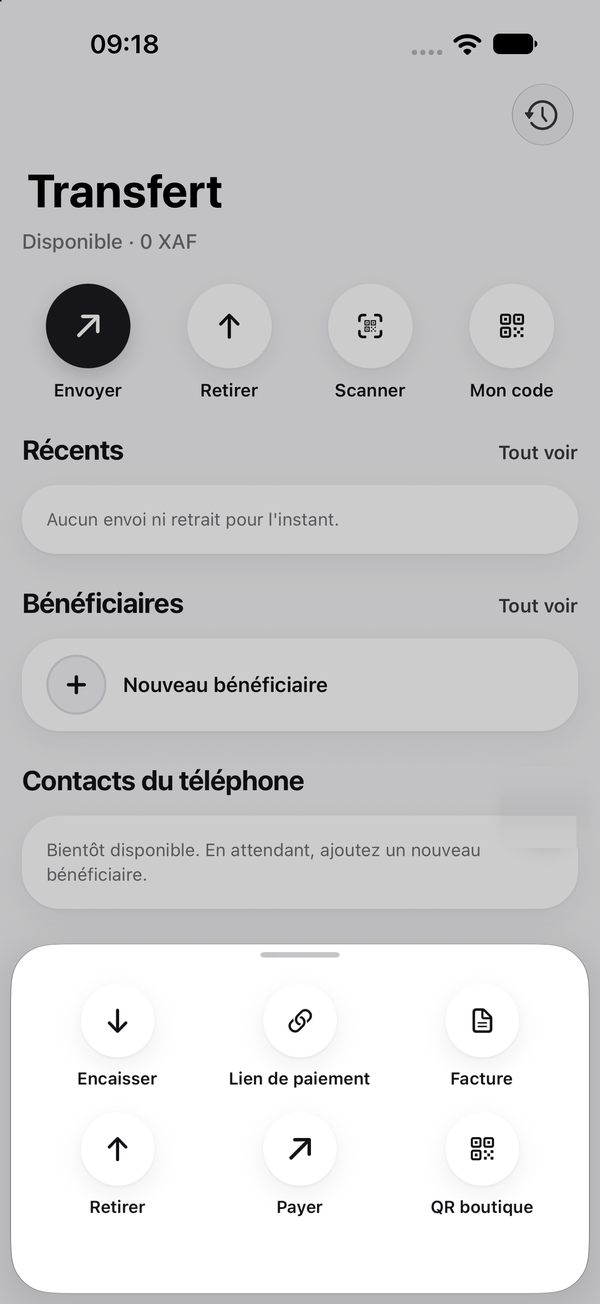 09:18
Transfert
Disponible · 0 XAF
Envoyer
Retirer
Scanner
Mon code
Récents
Tout voir
Aucun envoi ni retrait pour l'instant.
Bénéficiaires
Tout voir
Nouveau bénéficiaire
Contacts du téléphone
Bientôt disponible. En attendant, ajoutez un nouveau
bénéficiaire.
Encaisser
Lien de paiement
Facture
Retirer
Payer
QR boutique